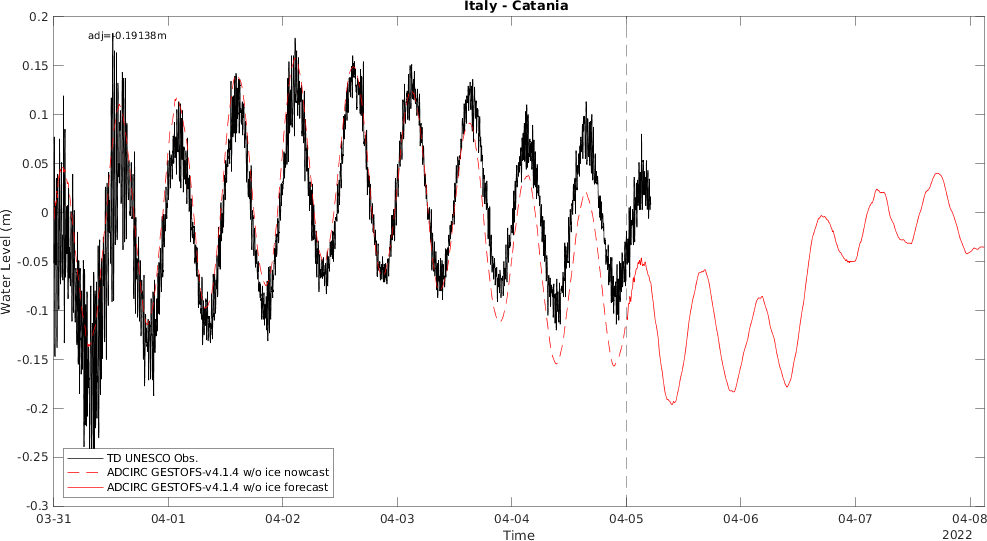 Italy - Catania
adj=-0.19138m
Water Level (m)
0.2
0.15
0.1
0.05
0
-0.05
-0.1
-0.15
-0.2
-0.25
-0.3
TD UNESCO Obs.
ADCIRC GESTOFS-v4.1.4 w/o ice nowcast
ADCIRC GESTOFS-v4.1.4 w/o ice forecast
03-31 04-01 04-02 04-03 04-04 04-05 04-06 04-07 04-08
2022
Time